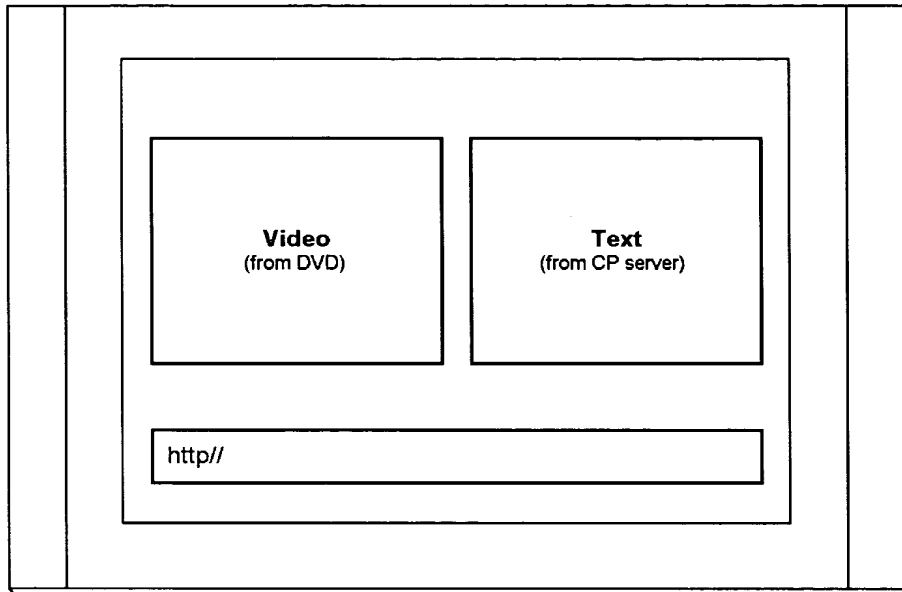 Video
(from DVD)
Text
(from CP server)
http//